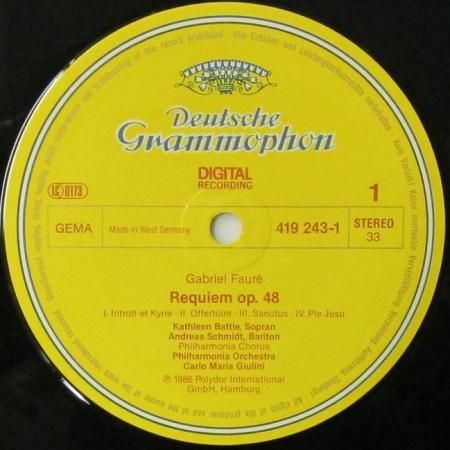 Deutsche
Grammophon
DIGITAL
RECORDING
LC 0173
1
GEMA
Made in West Germany
419 243-1
STEREO
33
Gabriel Fauré
Requiem op. 48
I. Introït et Kyrie · II. Offertoire · III. Sanctus · IV. Pie Jesu
Kathleen Battle, Sopran
Andreas Schmidt, Bariton
Philharmonia Chorus
Philharmonia Orchestra
Carlo Maria Giulini
℗ 1986 Polydor International
GmbH, Hamburg